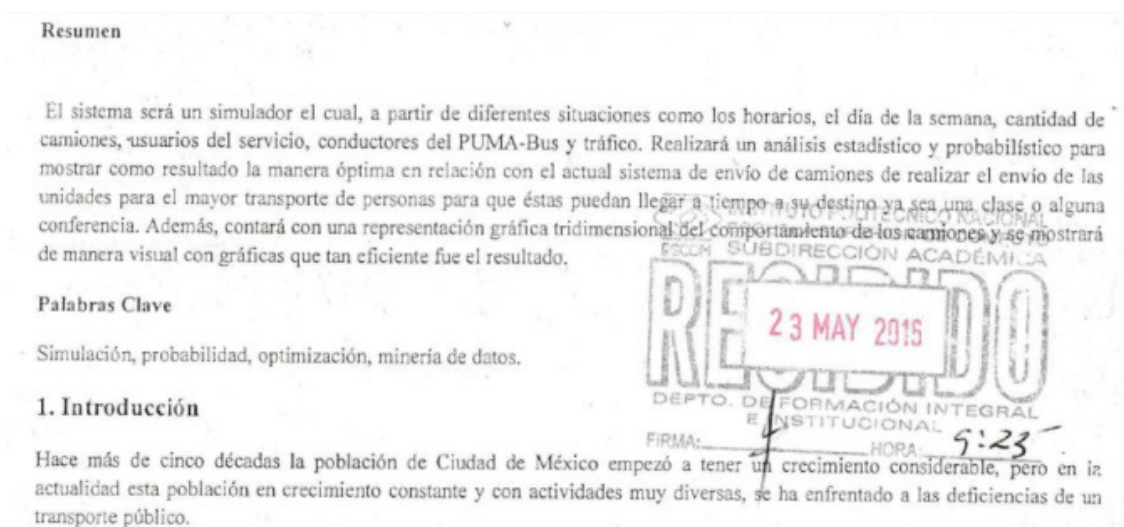 Resumen
El sistema será un simulador el cual, a partir de diferentes situaciones como los horarios, el día de la semana, cantidad de
camiones, usuarios del servicio, conductores del PUMA-Bus y tráfico. Realizará un análisis estadístico y probabilístico para
mostrar como resultado la manera óptima en relación con el actual sistema de envío de camiones de realizar el envío de las
unidades para el mayor transporte de personas para que éstas puedan llegar a tiempo a su destino ya sea una clase o alguna
INSTITUTO POLITÉCNICO NACIONAL
conferencia. Además, contará con una representación gráfica tridimensional del comportamiento de los camiones y se mostrará
ESCOM SUBDIRECCIÓN ACADÉMICA
de manera visual con gráficas que tan eficiente fue el resultado.
RECIBIDO
Palabras Clave
23 MAY 2016
Simulación, probabilidad, optimización, minería de datos.
DEPTO. DE FORMACIÓN INTEGRAL
E INSTITUCIONAL
1. Introducción
FIRMA: HORA: 9:23
Hace más de cinco décadas la población de Ciudad de México empezó a tener un crecimiento considerable, pero en la
actualidad esta población en crecimiento constante y con actividades muy diversas, se ha enfrentado a las deficiencias de un
transporte público.